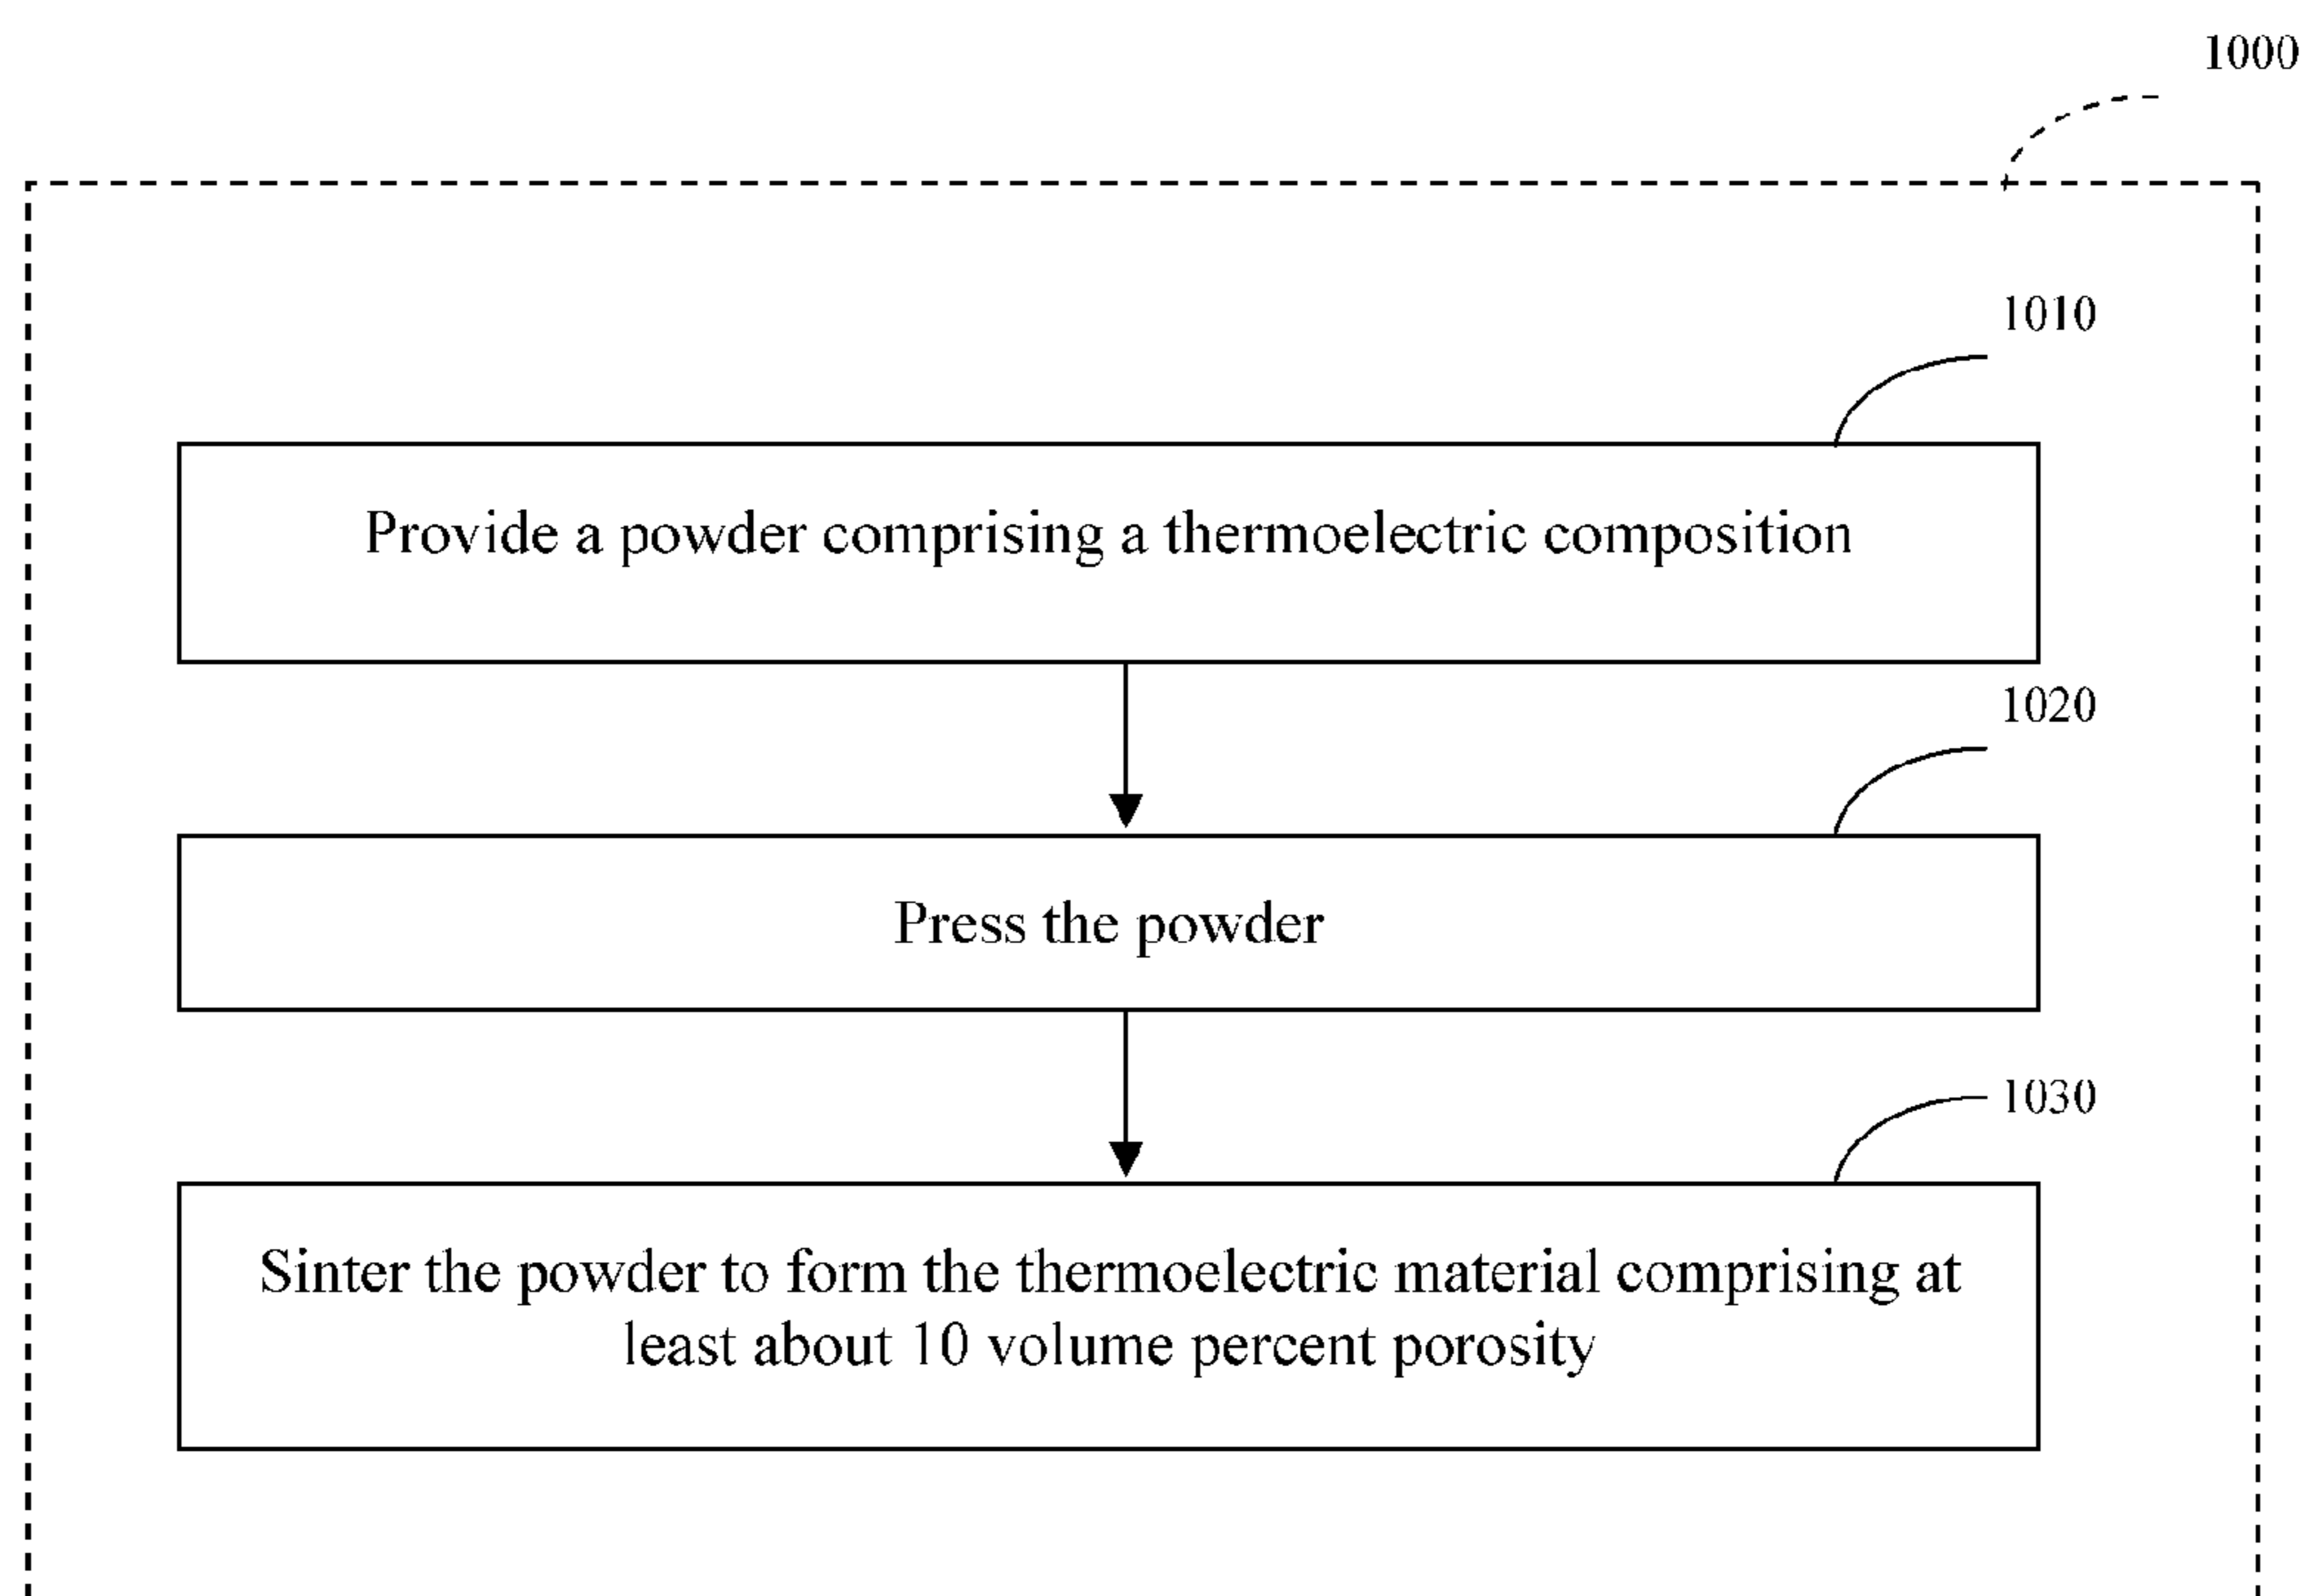 1000
1010
Provide a powder comprising a thermoelectric composition
1020
Press the powder
1030
Sinter the powder to form the thermoelectric material comprising at
least about 10 volume percent porosity